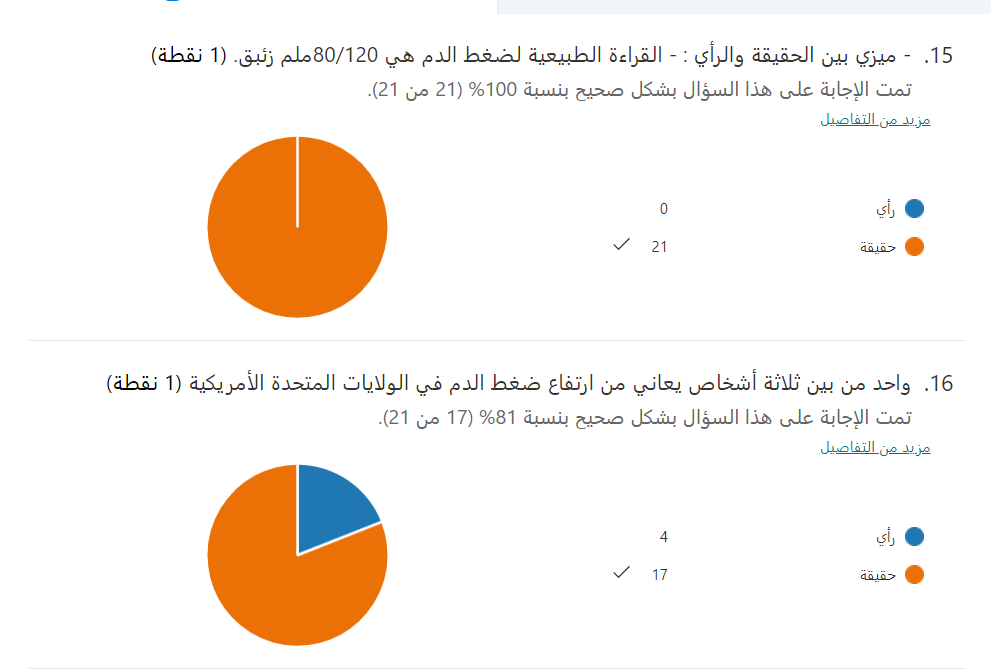 15. - ميزي بين الحقيقة والرأي : - القراءة الطبيعية لضغط الدم هي 80/120ملم زئبق. (1 نقطة)
تمت الإجابة على هذا السؤال بشكل صحيح بنسبة 100% (21 من 21).
مزيد من التفاصيل
رأي 0
حقيقة 21 ✓
16. واحد من بين ثلاثة أشخاص يعاني من ارتفاع ضغط الدم في الولايات المتحدة الأمريكية (1 نقطة)
تمت الإجابة على هذا السؤال بشكل صحيح بنسبة 81% (17 من 21).
مزيد من التفاصيل
رأي 4
حقيقة 17 ✓